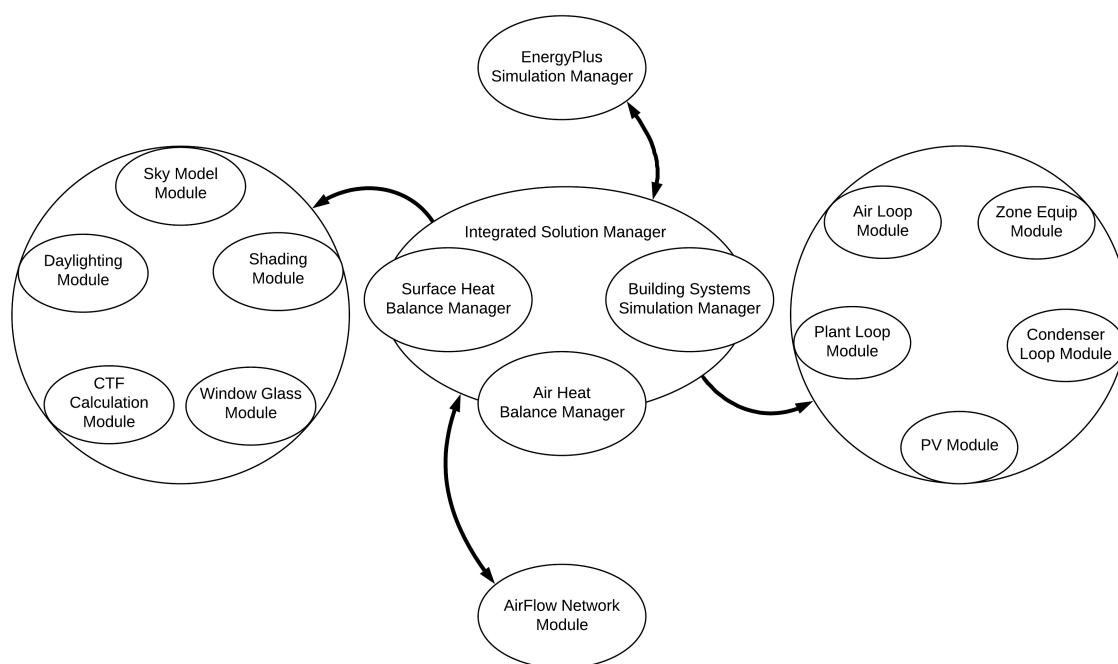 EnergyPlus
Simulation Manager
Sky Model
Module
Daylighting
Module
Shading
Module
CTF
Calculation
Module
Window Glass
Module
Integrated Solution Manager
Surface Heat
Balance Manager
Building Systems
Simulation Manager
Air Heat
Balance Manager
Air Loop
Module
Zone Equip
Module
Plant Loop
Module
Condenser
Loop Module
PV Module
AirFlow Network
Module